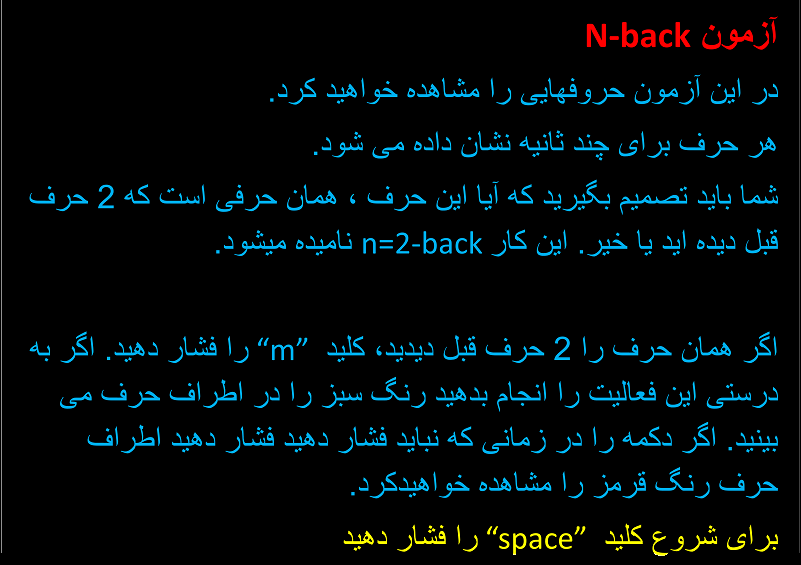 آزمون N-back
در این آزمون حروفهایی را مشاهده خواهید کرد.
هر حرف برای چند ثانیه نشان داده می شود.
شما باید تصمیم بگیرید که آیا این حرف ، همان حرفی است که 2 حرف
قبل دیده اید یا خیر. این کار n=2-back نامیده میشود.
اگر همان حرف را 2 حرف قبل دیدید، کلید ”m“ را فشار دهید. اگر به
درستی این فعالیت را انجام بدهید رنگ سبز را در اطراف حرف می
بینید. اگر دکمه را در زمانی که نباید فشار دهید فشار دهید اطراف
حرف رنگ قرمز را مشاهده خواهیدکرد.
برای شروع کلید ”space“ را فشار دهید